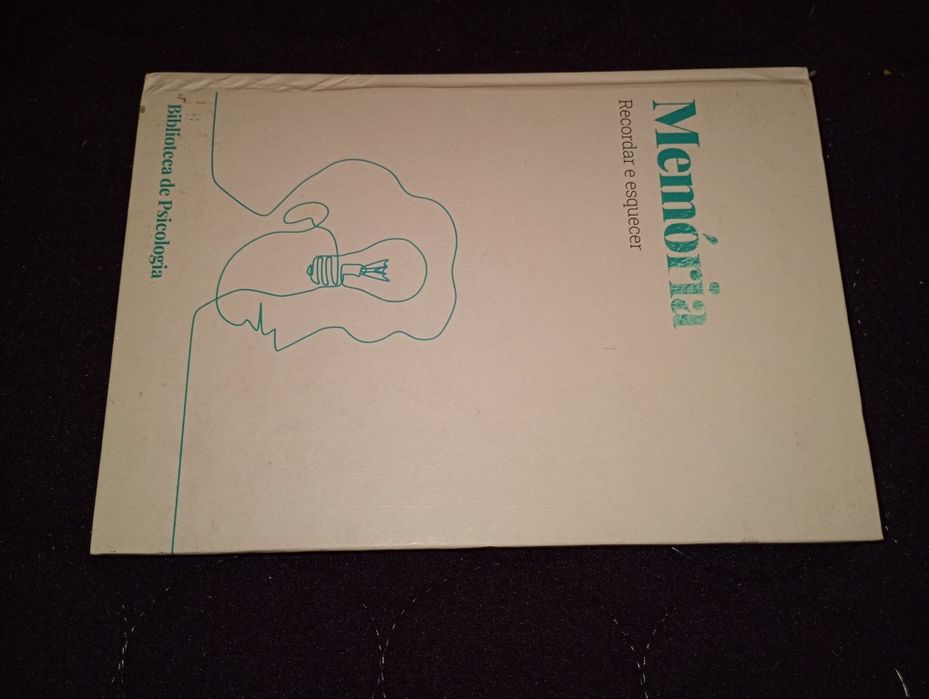 Memória
Recordar e esquecer
Biblioteca de Psicologia